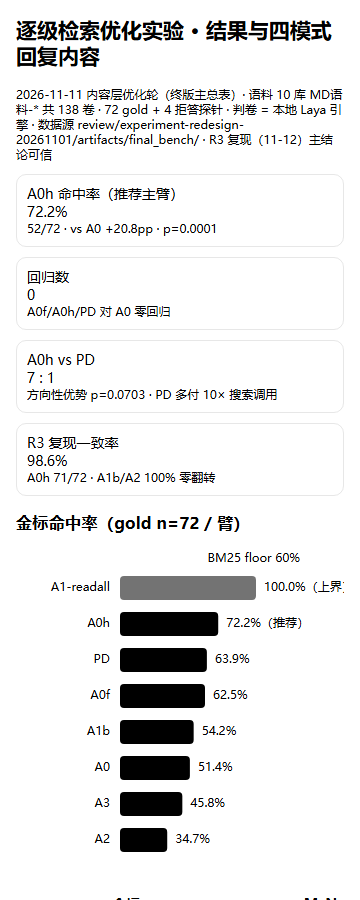 逐级检索优化实验 · 结果与四模式
回复内容
2026-11-11 内容层优化轮（终版主总表）· 语料 10 库 MD语
料-* 共 138 卷 · 72 gold + 4 拒答探针 · 判卷 = 本地 Laya 引
擎 · 数据源 review/experiment-redesign-
20261101/artifacts/final_bench/ · R3 复现（11-12）主结
论可信
A0h 命中率（推荐主臂）
72.2%
52/72 · vs A0 +20.8pp · p=0.0001
回归数
0
A0f/A0h/PD 对 A0 零回归
A0h vs PD
7 : 1
方向性优势 p=0.0703 · PD 多付 10× 搜索调用
R3 复现一致率
98.6%
A0h 71/72 · A1b/A2 100% 零翻转
金标命中率（gold n=72 / 臂）
BM25 floor 60%
A1-readall 100.0%（上界
A0h 72.2%（推荐）
PD 63.9%
A0f 62.5%
A1b 54.2%
A0 51.4%
A3 45.8%
A2 34.7%